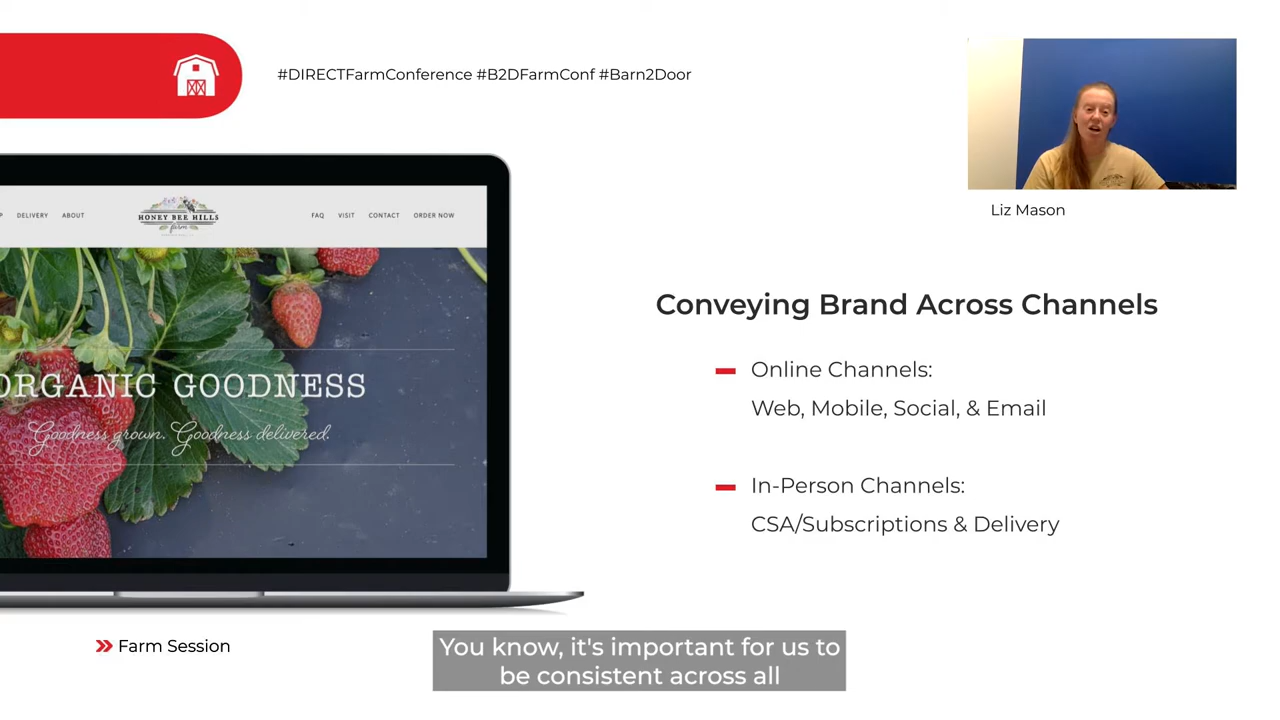 #DIRECTFarmConference #B2DFarmConf #Barn2Door
Liz Mason
DELIVERY ABOUT
HONEY BEE HILLS
farm
FAQ VISIT CONTACT ORDER NOW
ORGANIC GOODNESS
Goodness grown. Goodness delivered.
Conveying Brand Across Channels
Online Channels:
Web, Mobile, Social, & Email
In-Person Channels:
CSA/Subscriptions & Delivery
Farm Session
You know, it's important for us to
be consistent across all